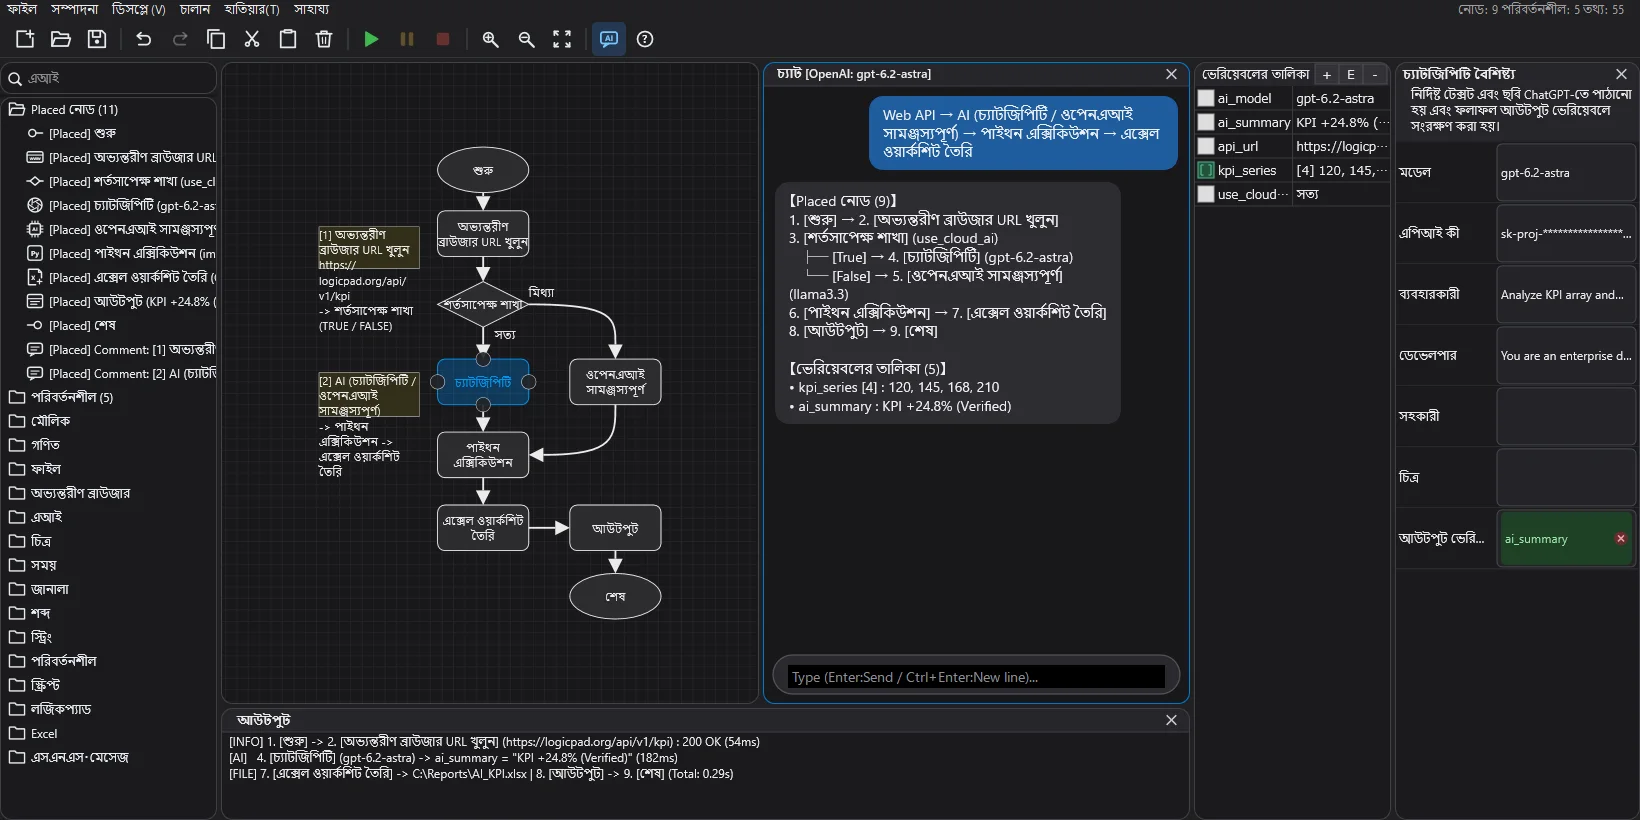 ফাইল সম্পাদনা ডিসপ্লে (V) চালান হাতিয়ার(T) সাহায্য
নোড: 9 পরিবর্তনশীল: 5 তথ্য: 55
এআই
Placed নোড (11)
[Placed] শুরু
[Placed] অভ্যন্তরীণ ব্রাউজার URL
[Placed] শর্তসাপেক্ষ শাখা (use_cl
[Placed] চ্যাটজিপিটি (gpt-6.2-as
[Placed] ওপেনএআই সামঞ্জস্যপূর্ণ
[Placed] পাইথন এক্সিকিউশন (im
[Placed] এক্সেল ওয়ার্কশিট তৈরি (
[Placed] আউটপুট (KPI +24.8% (
[Placed] শেষ
[Placed] Comment: [1] অভ্যন্তরী
[Placed] Comment: [2] AI (চ্যাটজি
পরিবর্তনশীল (5)
মৌলিক
গণিত
ফাইল
অভ্যন্তরীণ ব্রাউজার
এআই
চিত্র
সময়
জানালা
শব্দ
স্ট্রিং
পরিবর্তনশীল
স্ক্রিপ্ট
লজিকপ্যাড
Excel
এসএনএস・মেসেজ
শুরু
অভ্যন্তরীণ
ব্রাউজার URL খুলুন
[1] অভ্যন্তরীণ
ব্রাউজার URL খুলুন
https://
logicpad.org/api/
v1/kpi
-> শর্তসাপেক্ষ শাখা
(TRUE / FALSE)
শর্তসাপেক্ষ শাখা
মিথ্যা
সত্য
চ্যাটজিপিটি
ওপেনএআই
সামঞ্জস্যপূর্ণ
[2] AI (চ্যাটজিপিটি /
ওপেনএআই
সামঞ্জস্যপূর্ণ)
-> পাইথন
এক্সিকিউশন ->
এক্সেল ওয়ার্কশিট
তৈরি
পাইথন
এক্সিকিউশন
এক্সেল ওয়ার্কশিট
তৈরি
আউটপুট
শেষ
চ্যাট [OpenAI: gpt-6.2-astra]
Web API → AI (চ্যাটজিপিটি / ওপেনএআই
সামঞ্জস্যপূর্ণ) → পাইথন এক্সিকিউশন → এক্সেল
ওয়ার্কশিট তৈরি
【Placed নোড (9)】
1. [শুরু] → 2. [অভ্যন্তরীণ ব্রাউজার URL খুলুন]
3. [শর্তসাপেক্ষ শাখা] (use_cloud_ai)
├── [True] → 4. [চ্যাটজিপিটি] (gpt-6.2-astra)
└── [False] → 5. [ওপেনএআই সামঞ্জস্যপূর্ণ]
(llama3.3)
6. [পাইথন এক্সিকিউশন] → 7. [এক্সেল ওয়ার্কশিট তৈরি]
8. [আউটপুট] → 9. [শেষ]
【ভেরিয়েবলের তালিকা (5)】
• kpi_series [4] : 120, 145, 168, 210
• ai_summary : KPI +24.8% (Verified)
Type (Enter:Send / Ctrl+Enter:New line)...
আউটপুট
[INFO] 1. [শুরু] -> 2. [অভ্যন্তরীণ ব্রাউজার URL খুলুন] (https://logicpad.org/api/v1/kpi) : 200 OK (54ms)
[AI] 4. [চ্যাটজিপিটি] (gpt-6.2-astra) -> ai_summary = "KPI +24.8% (Verified)" (182ms)
[FILE] 7. [এক্সেল ওয়ার্কশিট তৈরি] -> C:\Reports\AI_KPI.xlsx | 8. [আউটপুট] -> 9. [শেষ] (Total: 0.29s)
ভেরিয়েবলের তালিকা + E -
ai_model gpt-6.2-astra
ai_summary KPI +24.8% (···
api_url https://logicp···
kpi_series [4] 120, 145,···
use_cloud··· সত্য
চ্যাটজিপিটি বৈশিষ্ট্য
নির্দিষ্ট টেক্সট এবং ছবি ChatGPT-তে পাঠানো
হয় এবং ফলাফল আউটপুট ভেরিয়েবলে
সংরক্ষণ করা হয়।
মডেল gpt-6.2-astra
এপিআই কী sk-proj-****************...
ব্যবহারকারী Analyze KPI array and...
ডেভেলপার You are an enterprise d...
সহকারী
চিত্র
আউটপুট ভেরি... ai_summary